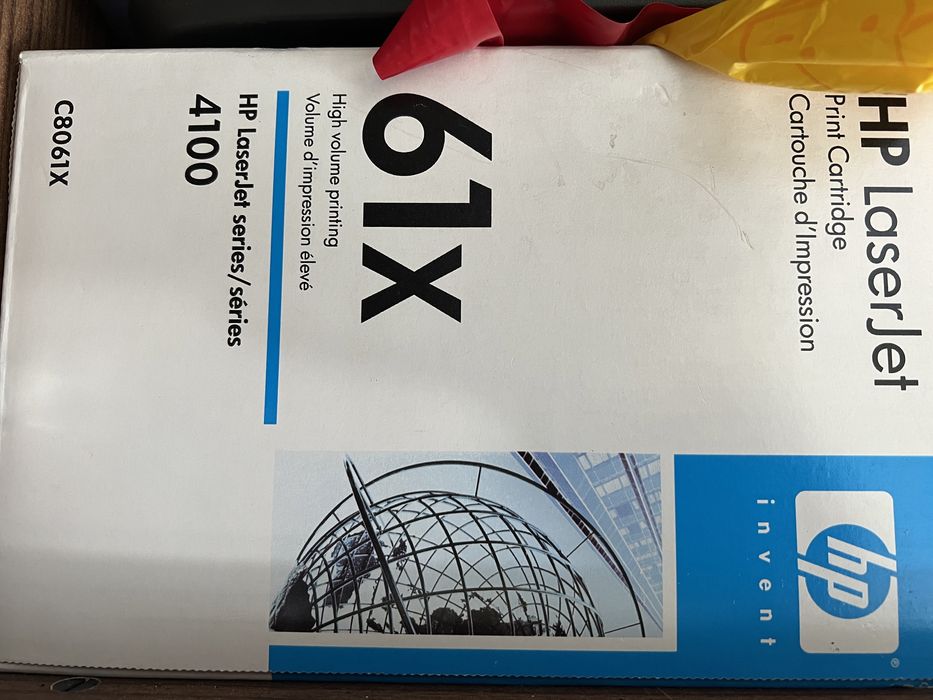 HP LaserJet
Print Cartridge
Cartouche d'Impression
61X
High volume printing
Volume d'impression élevé
HP LaserJet series/séries
4100
C8061X
hp
®
invent